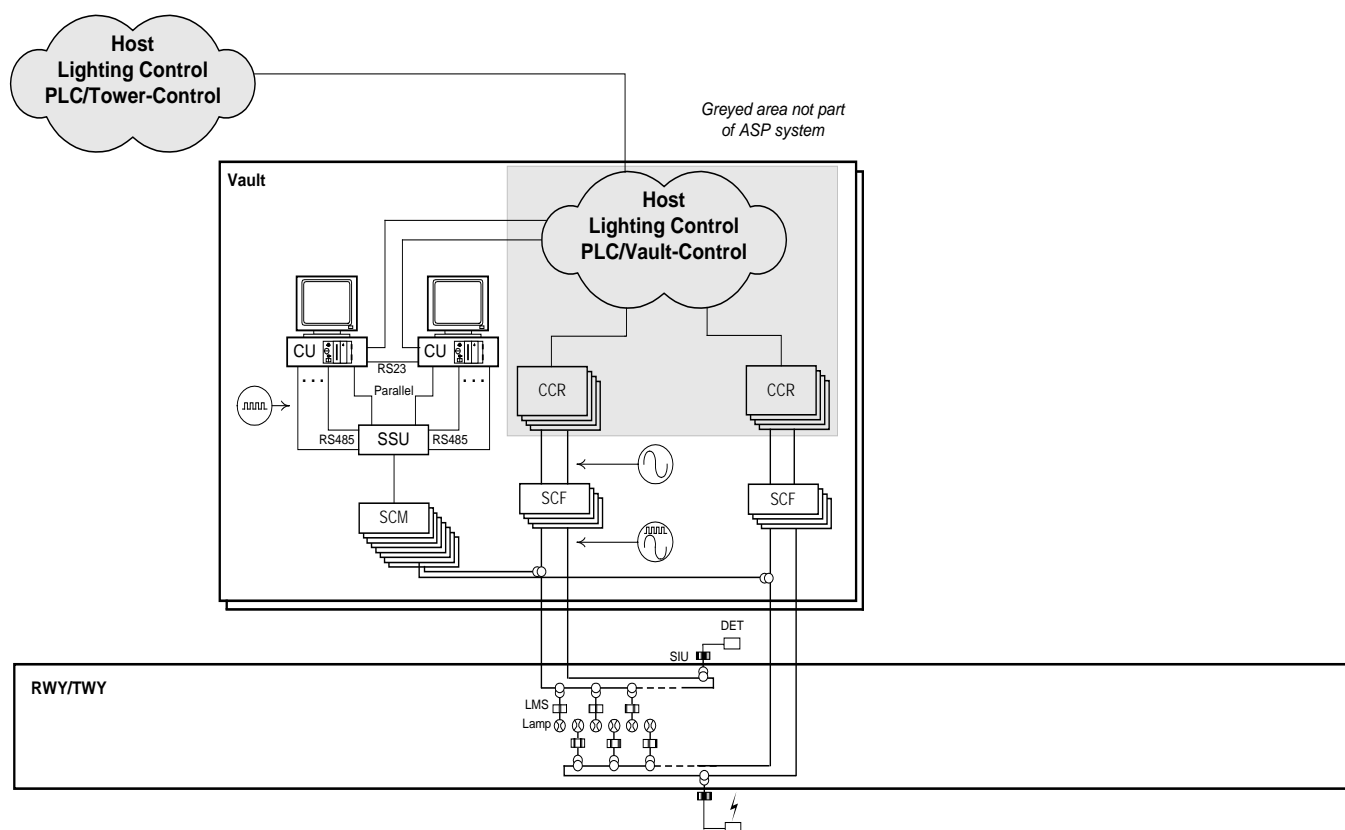 Host
Lighting Control
PLC/Tower-Control
Greyed area not part
of ASP system
Vault
Host
Lighting Control
PLC/Vault-Control
CU
CU
RS23
Parallel
CCR
CCR
RS485
SSU
RS485
SCM
SCF
SCF
DET
SIU
RWY/TWY
LMS
Lamp